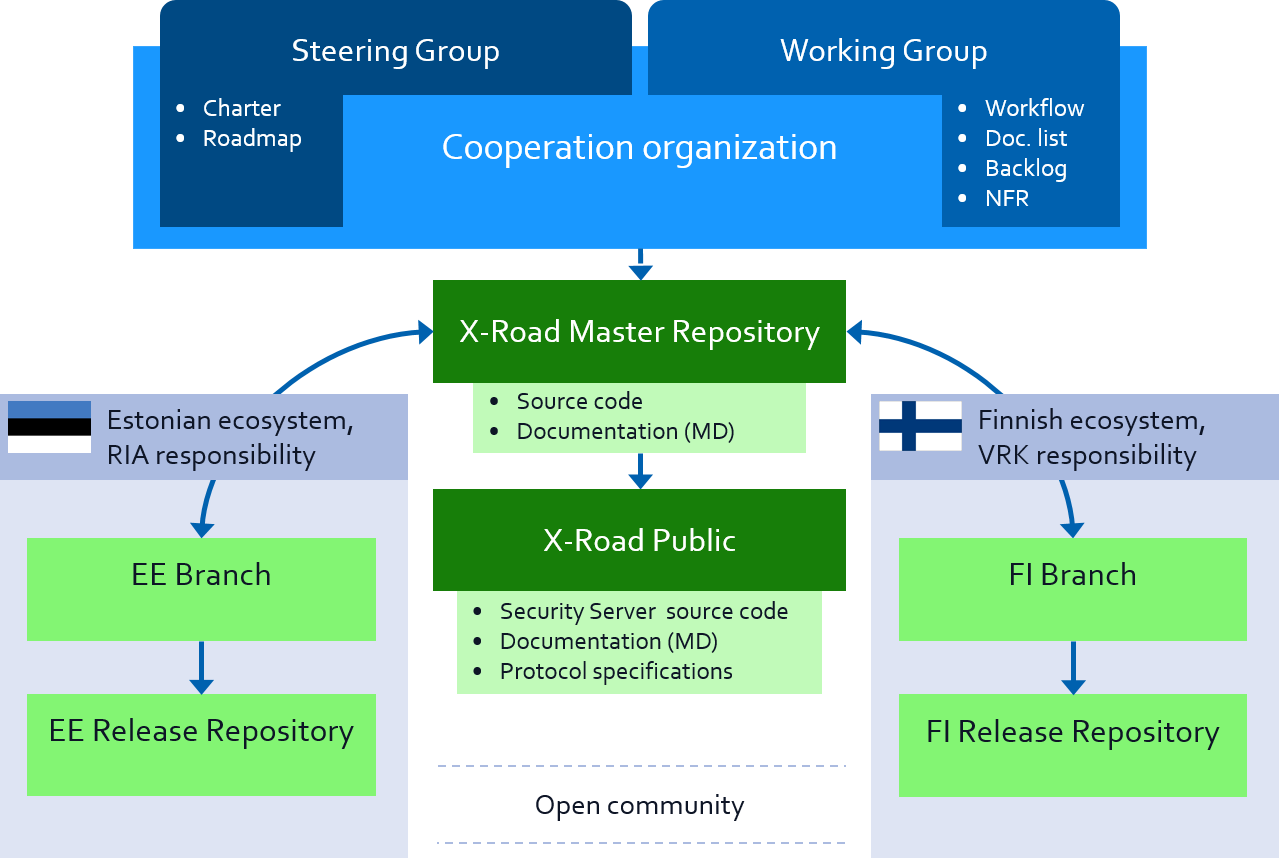 Steering Group
• Charter
• Roadmap
Working Group
• Workflow
• Doc. list
• Backlog
• NFR
Cooperation organization
X-Road Master Repository
• Source code
• Documentation (MD)
Estonian ecosystem,
RIA responsibility
EE Branch
EE Release Repository
X-Road Public
• Security Server source code
• Documentation (MD)
• Protocol specifications
Open community
Finnish ecosystem,
VRK responsibility
FI Branch
FI Release Repository